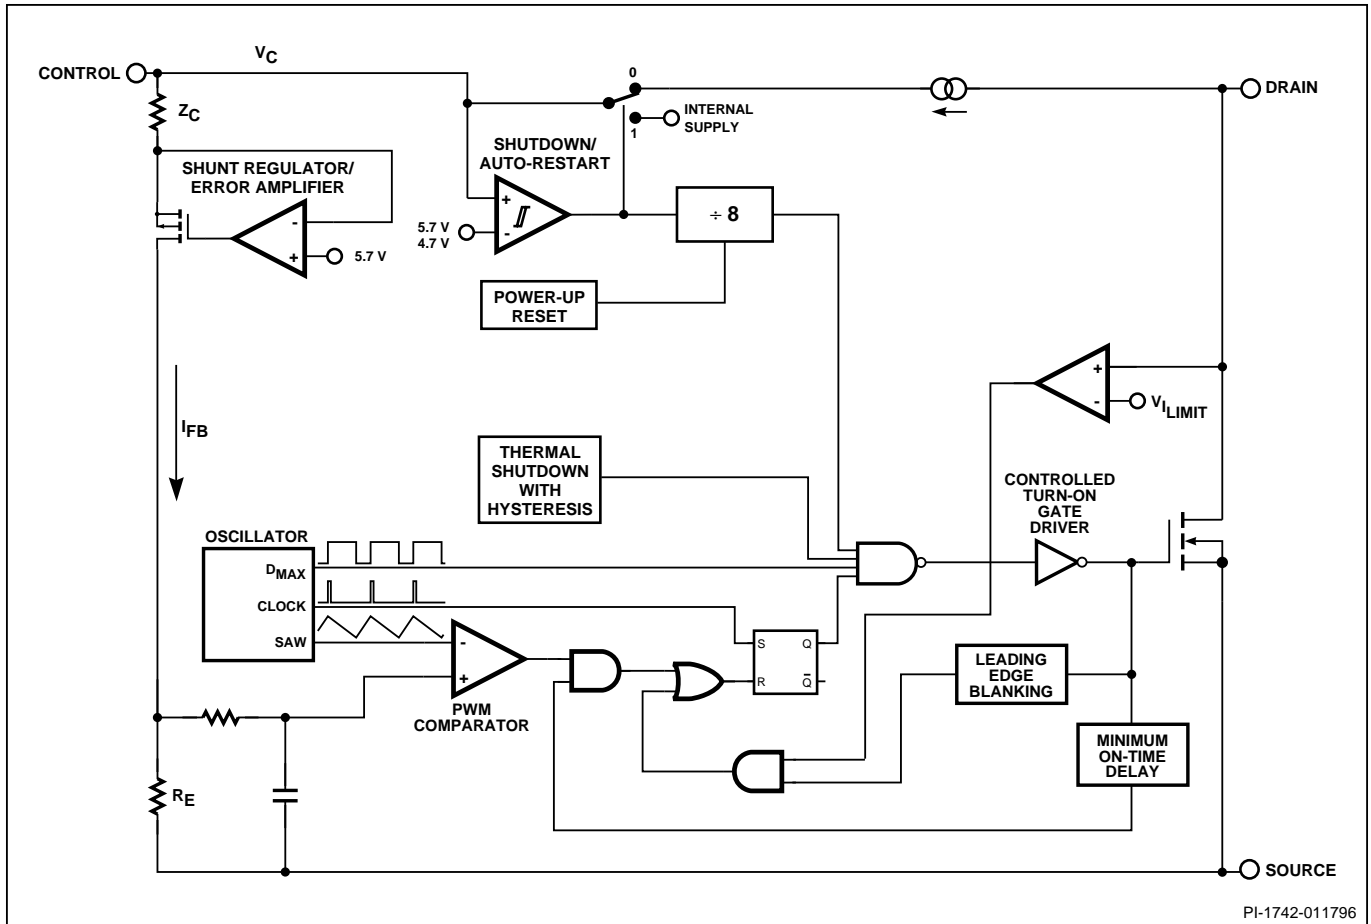 V_C
CONTROL
0
DRAIN
Z_C
INTERNAL
SUPPLY
1
SHUTDOWN/
AUTO-RESTART
SHUNT REGULATOR/
ERROR AMPLIFIER
+
-
÷ 8
5.7 V
4.7 V
-
+
5.7 V
POWER-UP
RESET
+
-
V_I_LIMIT
I_FB
THERMAL
SHUTDOWN
WITH
HYSTERESIS
CONTROLLED
TURN-ON
GATE
DRIVER
OSCILLATOR
D_MAX
CLOCK
SAW
-
+
S Q
R Q̅
PWM
COMPARATOR
LEADING
EDGE
BLANKING
MINIMUM
ON-TIME
DELAY
R_E
SOURCE
PI-1742-011796